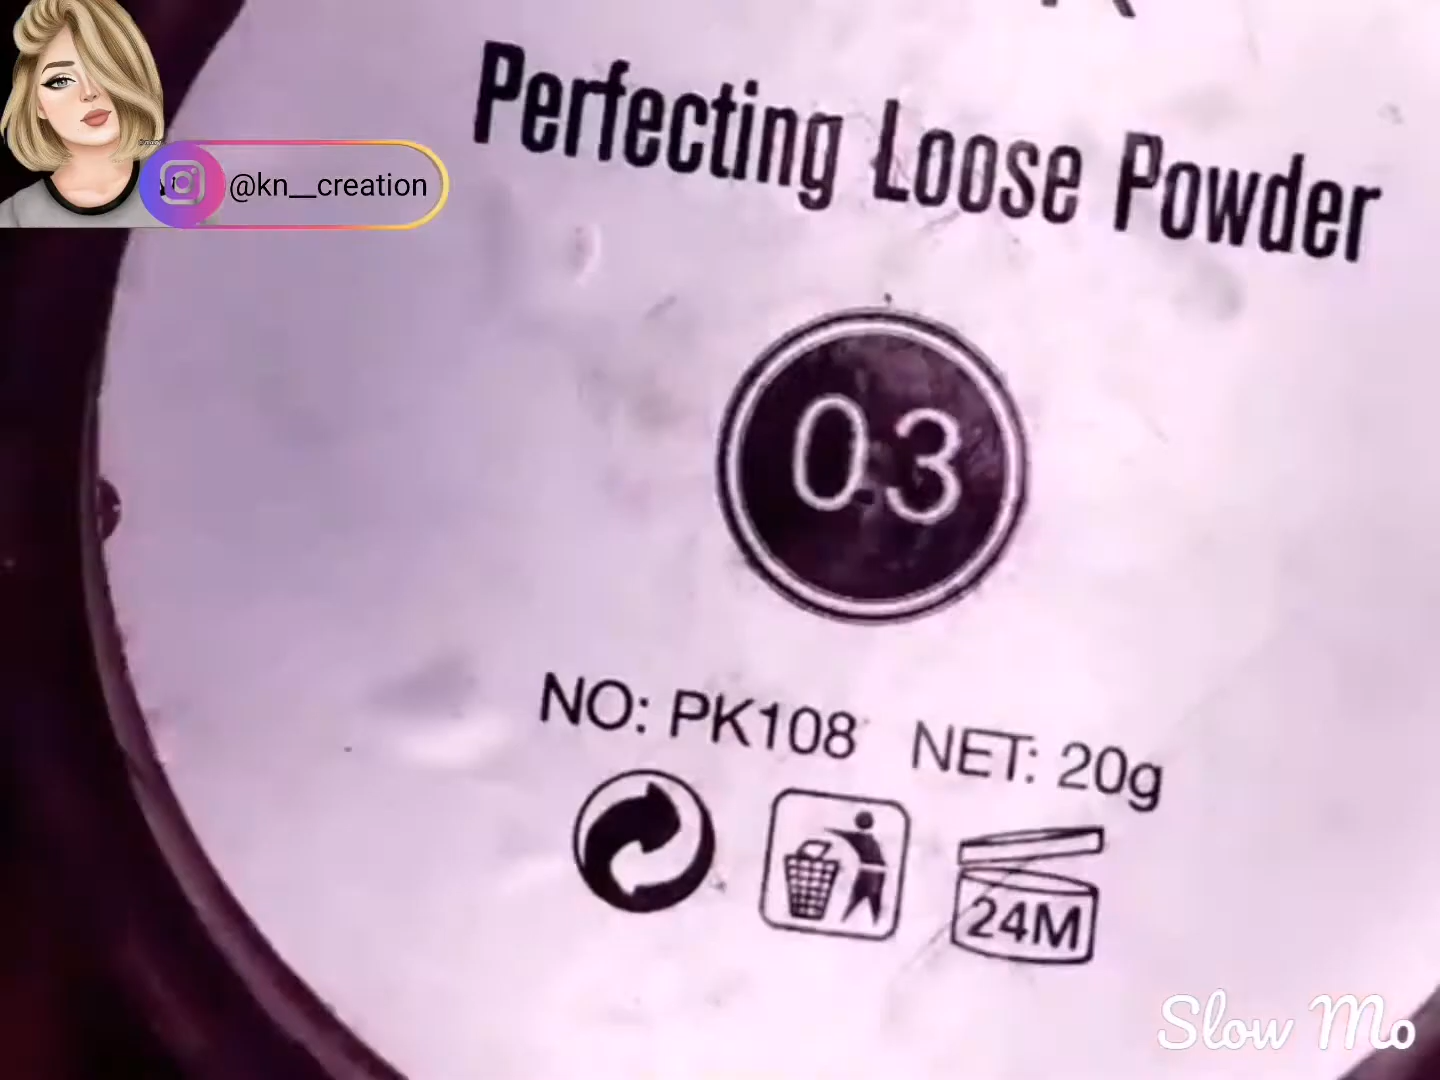 @kn__creation
Perfecting Loose Powder
03
NO: PK108 NET: 20g
24M
Slow Mo